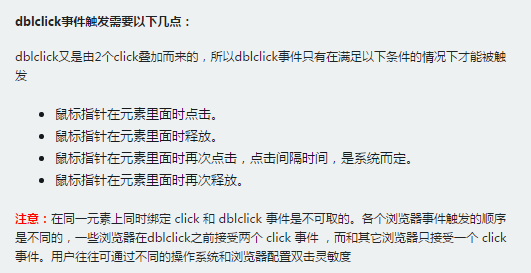 dblclick事件触发需要以下几点：
dblclick又是由2个click叠加而来的，所以dblclick事件只有在满足以下条件的情况下才能被触
发
鼠标指针在元素里面时点击。
鼠标指针在元素里面时释放。
鼠标指针在元素里面时再次点击，点击间隔时间，是系统而定。
鼠标指针在元素里面时再次释放。
注意：在同一元素上同时绑定 click 和 dblclick 事件是不可取的。各个浏览器事件触发的顺序
是不同的，一些浏览器在dblclick之前接受两个 click 事件 ，而和其它浏览器只接受一个 click
事件。用户往往可通过不同的操作系统和浏览器配置双击灵敏度